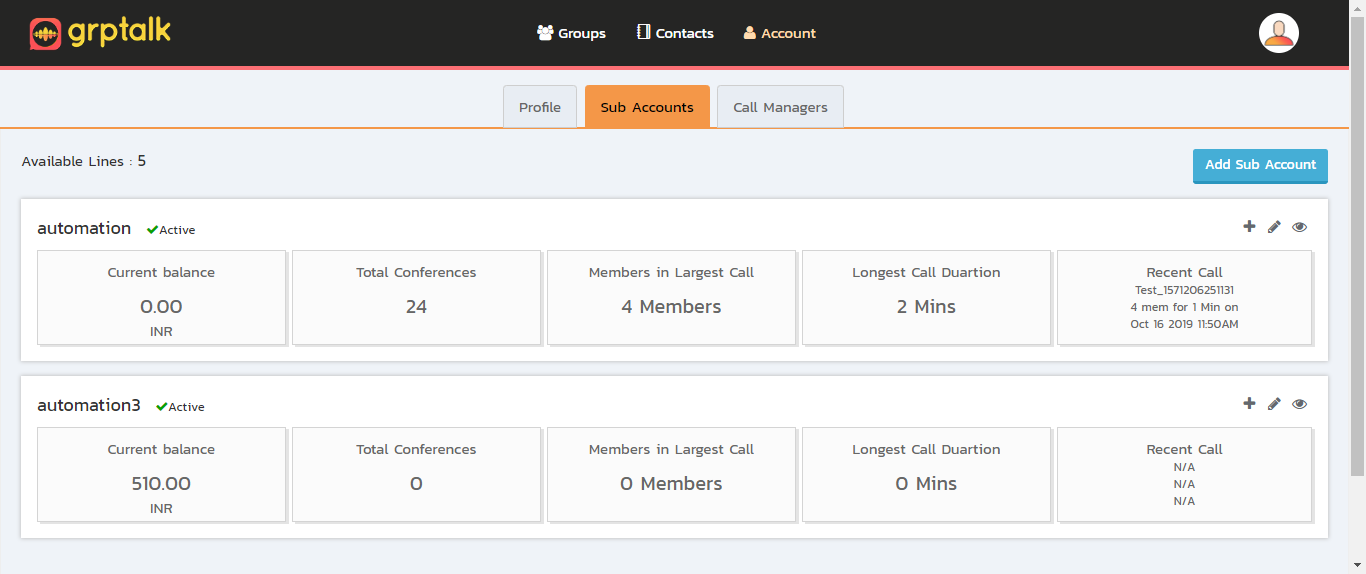 grptalk
Groups Contacts Account
Profile Sub Accounts Call Managers
Available Lines : 5
Add Sub Account
automation Active
Current balance
0.00
INR
Total Conferences
24
Members in Largest Call
4 Members
Longest Call Duartion
2 Mins
Recent Call
Test_1571206251131
4 mem for 1 Min on
Oct 16 2019 11:50AM
automation3 Active
Current balance
510.00
INR
Total Conferences
0
Members in Largest Call
0 Members
Longest Call Duartion
0 Mins
Recent Call
N/A
N/A
N/A